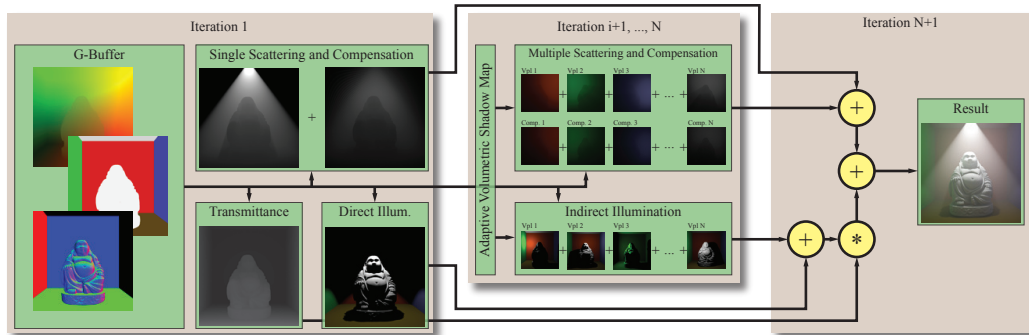 Iteration 1
G-Buffer
Single Scattering and Compensation
+
Transmittance
Direct Illum.
Iteration i+1, ..., N
Adaptive Volumetric Shadow Map
Multiple Scattering and Compensation
Vpl 1 Vpl 2 Vpl 3 Vpl N
+ + + ... +
Comp. 1 Comp. 2 Comp. 3 Comp. N
+ + + ... +
Indirect Illumination
Vpl 1 Vpl 2 Vpl 3 Vpl N
+ + + ... +
Iteration N+1
+
+
+ *
Result